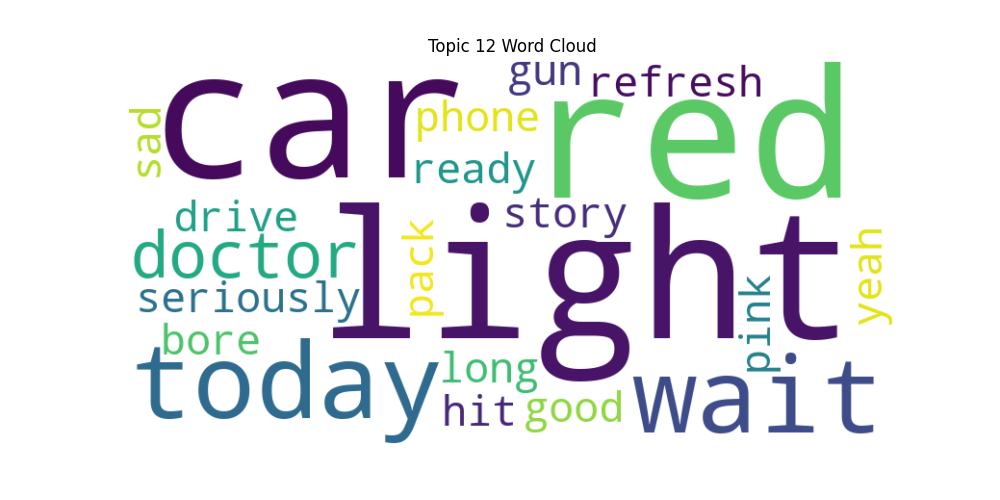 Topic 12 Word Cloud
gun
refresh
car
red
sad
phone
ready
drive
story
doctor
light
pack
yeah
seriously
pink
bore
today
long
wait
hit
good